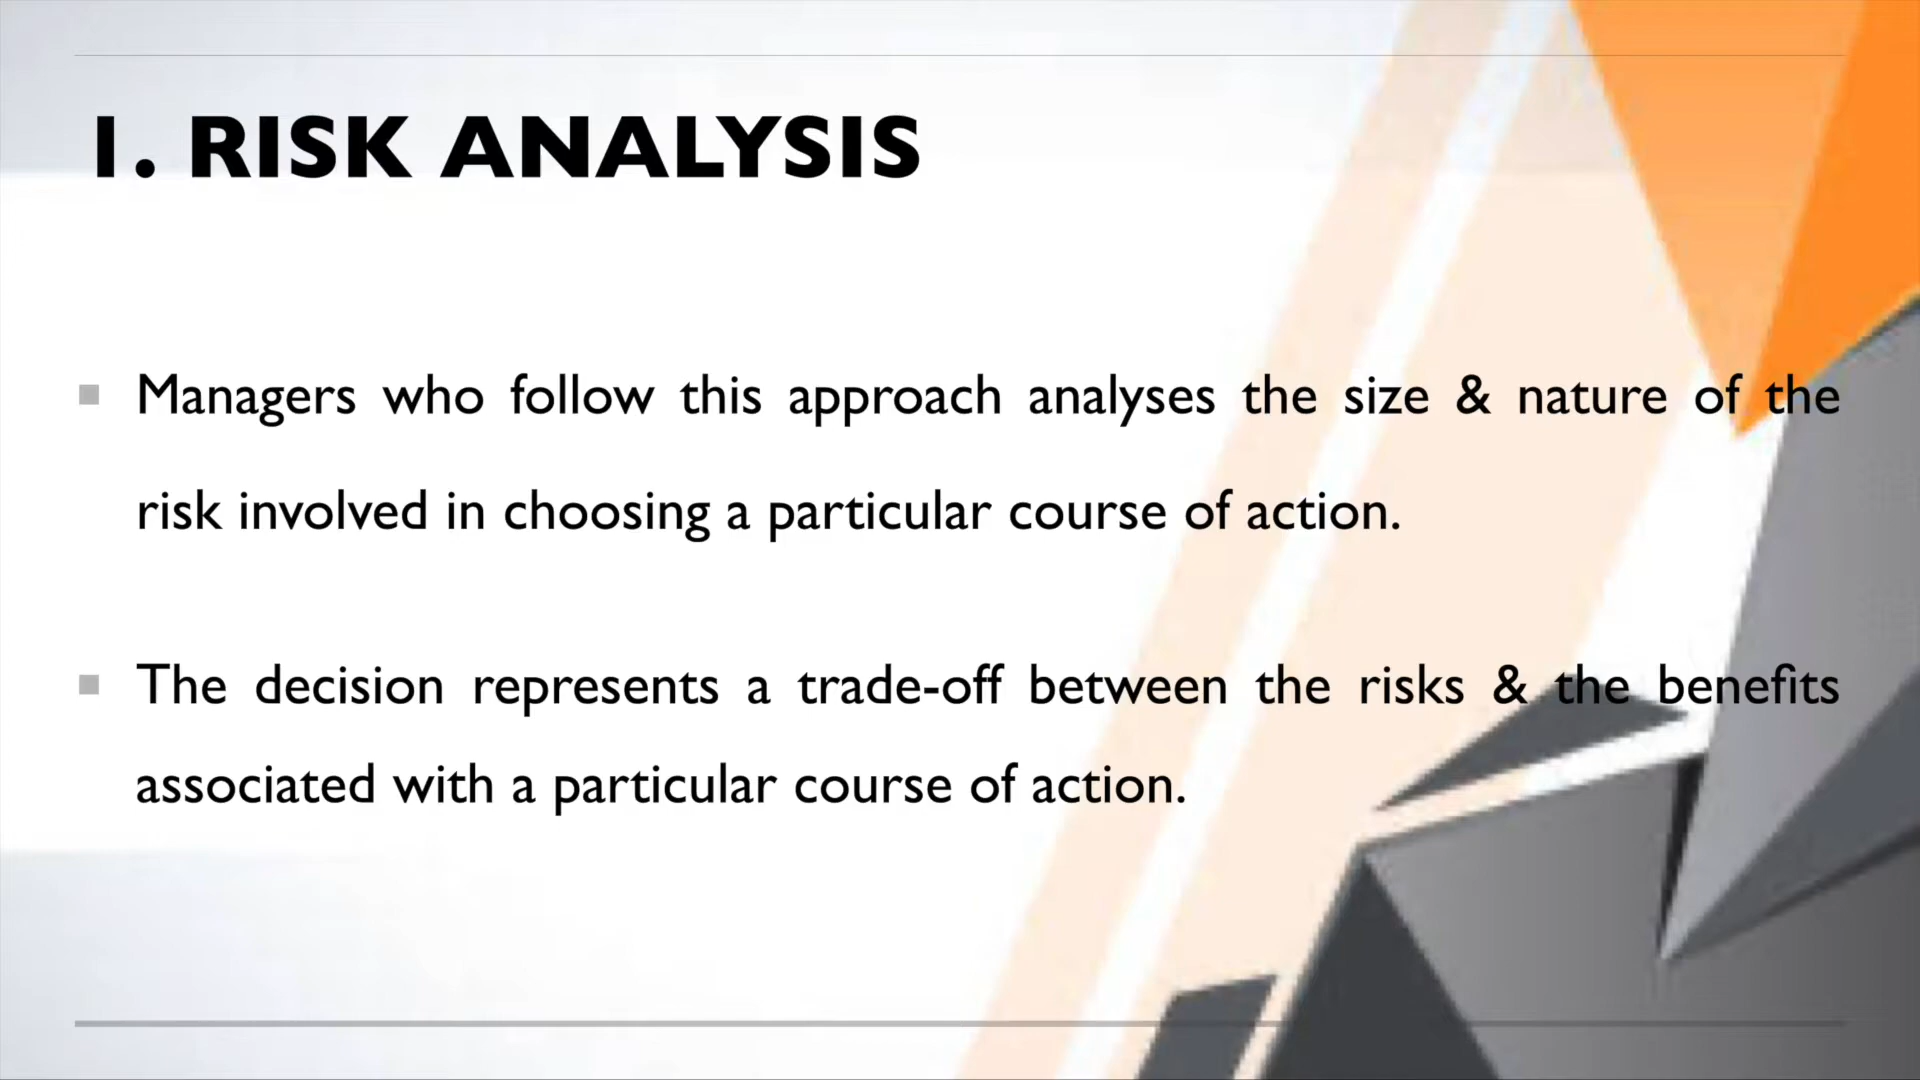 1. RISK ANALYSIS
Managers who follow this approach analyses the size & nature of the
risk involved in choosing a particular course of action.
The decision represents a trade-off between the risks & the benefits
associated with a particular course of action.